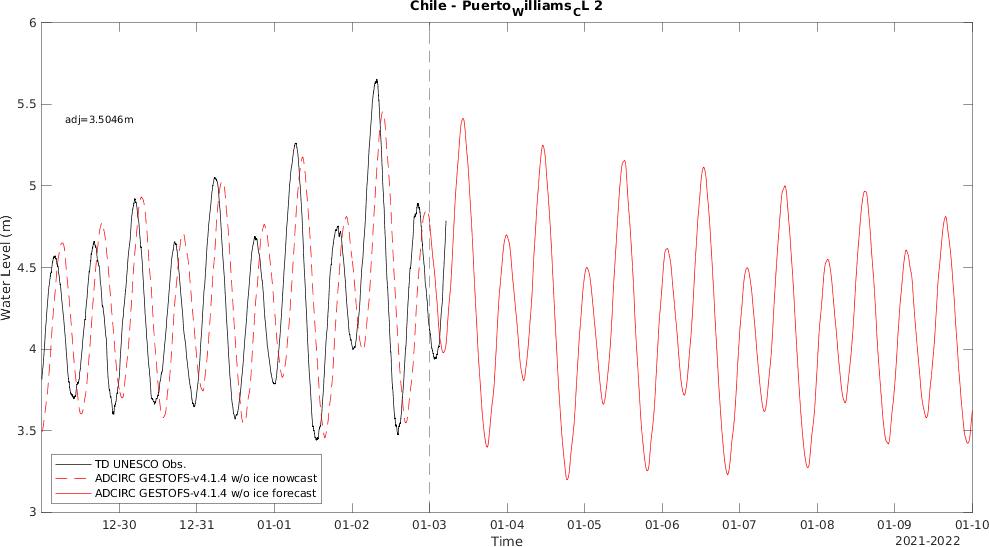 Chile - PuertoWilliamsCL 2
6
5.5
adj=3.5046m
5
Water Level (m)
4.5
4
3.5
TD UNESCO Obs.
ADCIRC GESTOFS-v4.1.4 w/o ice nowcast
ADCIRC GESTOFS-v4.1.4 w/o ice forecast
3
12-30 12-31 01-01 01-02 01-03 01-04 01-05 01-06 01-07 01-08 01-09 01-10
Time
2021-2022